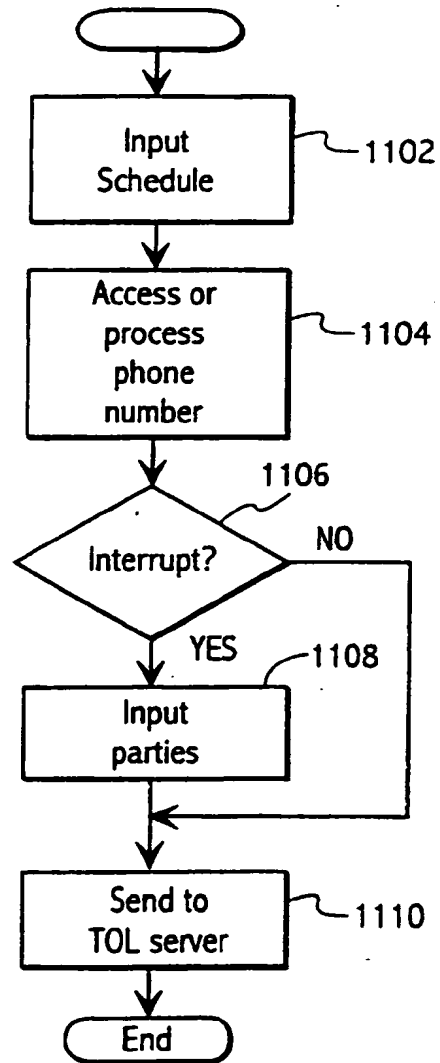 Input
Schedule
1102
Access or
process
phone
number
1104
1106
Interrupt?
NO
YES
1108
Input
parties
Send to
TOL server
1110
End